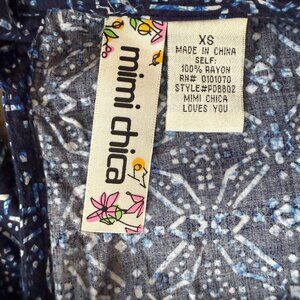 mimi chica
XS
MADE IN CHINA
SELF:
100% RAYON
RN# 0101070
STYLE#PDB802
MIMI CHICA
LOVES YOU